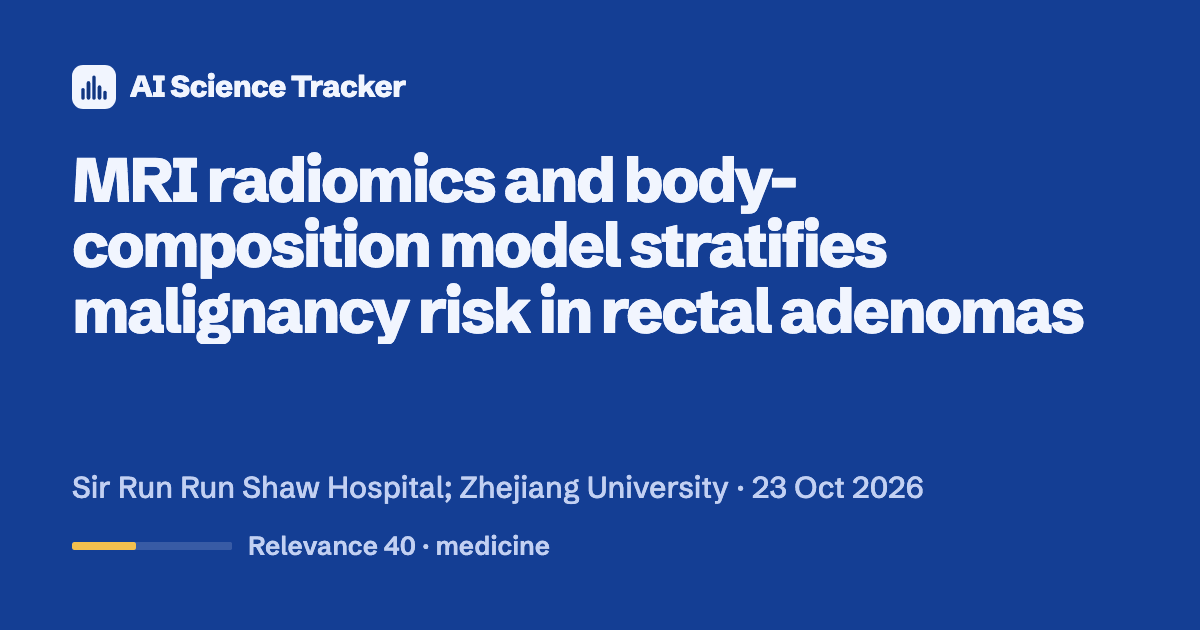 AI Science Tracker
MRI radiomics and body-
composition model stratifies
malignancy risk in rectal adenomas
Sir Run Run Shaw Hospital; Zhejiang University · 23 Oct 2026
Relevance 40 · medicine